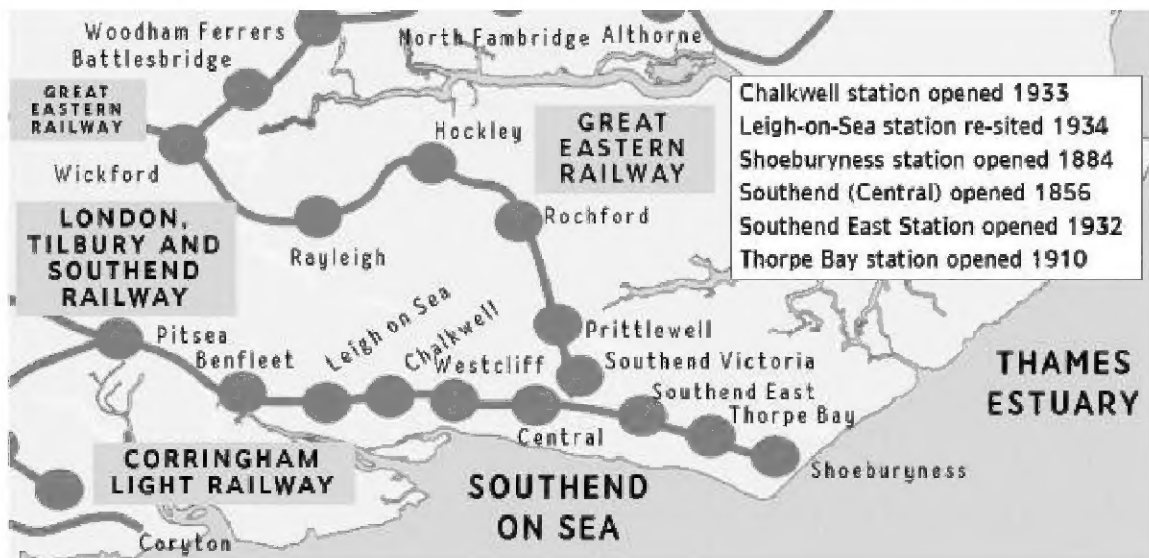 Woodham Ferrers
North Fambridge
Althorne
Battlesbridge
GREAT
EASTERN
RAILWAY
Wickford
Hockley
GREAT
EASTERN
RAILWAY
Chalkwell station opened 1933
Leigh-on-Sea station re-sited 1934
Shoeburyness station opened 1884
Southend (Central) opened 1856
Southend East Station opened 1932
Thorpe Bay station opened 1910
LONDON,
TILBURY AND
SOUTHEND
RAILWAY
Rayleigh
Rochford
Pitsea
Benfleet
Leigh on Sea
Chalkwell
Westcliff
Prittlewell
Southend Victoria
Southend East
Thorpe Bay
Central
Shoeburyness
THAMES
ESTUARY
CORRINGHAM
LIGHT RAILWAY
SOUTHEND
ON SEA
Coryton